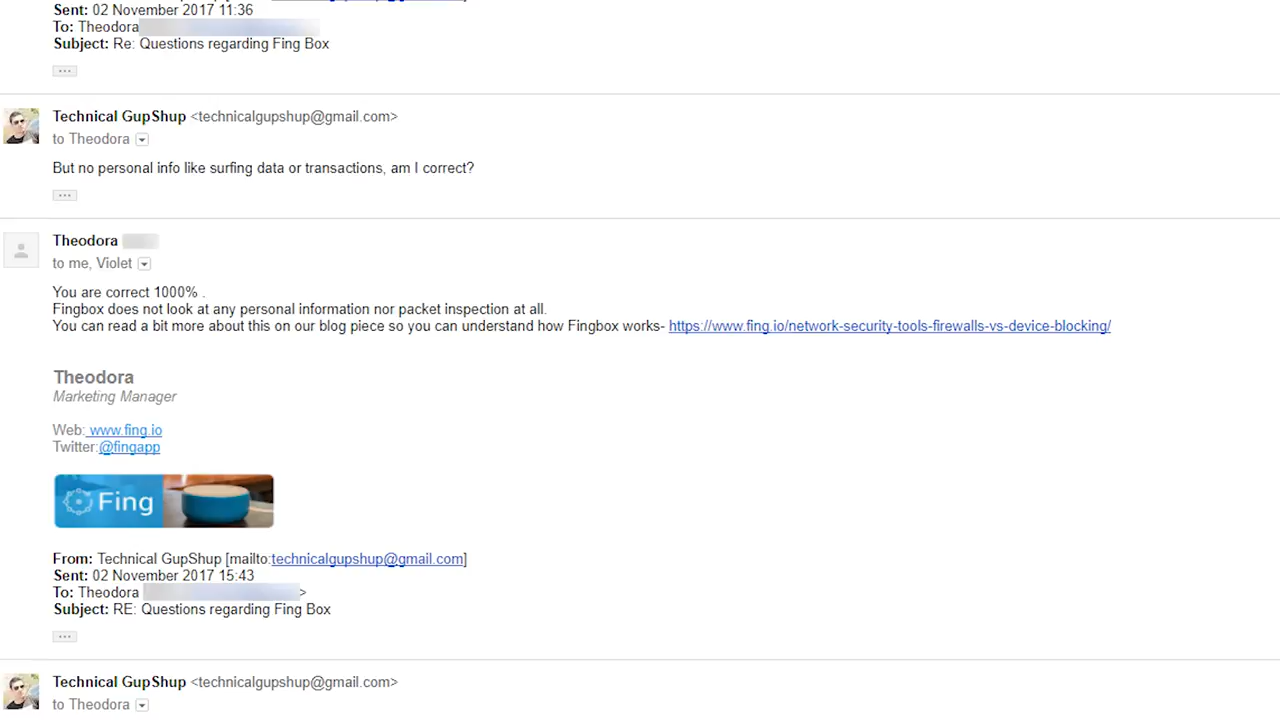 Sent: 02 November 2017 11:36
To: Theodora
Subject: Re: Questions regarding Fing Box
Technical GupShup <technicalgupshup@gmail.com>
to Theodora
But no personal info like surfing data or transactions, am I correct?
Theodora
to me, Violet
You are correct 1000% .
Fingbox does not look at any personal information nor packet inspection at all.
You can read a bit more about this on our blog piece so you can understand how Fingbox works- https://www.fing.io/network-security-tools-firewalls-vs-device-blocking/
Theodora
Marketing Manager
Web: www.fing.io
Twitter:@fingapp
Fing
From: Technical GupShup [mailto:technicalgupshup@gmail.com]
Sent: 02 November 2017 15:43
To: Theodora >
Subject: RE: Questions regarding Fing Box
Technical GupShup <technicalgupshup@gmail.com>
to Theodora